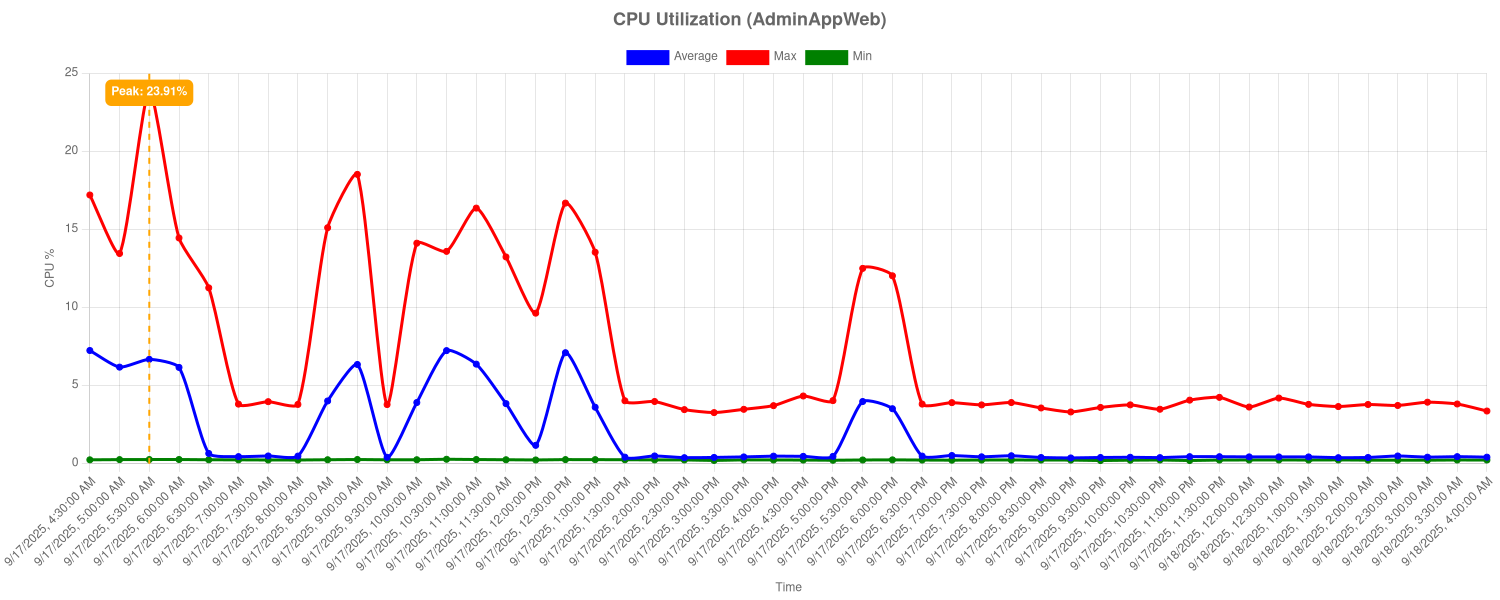 CPU Utilization (AdminAppWeb)
Average Max Min
Peak: 23.91%
25
20
15
10
5
0
CPU %
9/17/2025, 4:30:00 AM
9/17/2025, 5:00:00 AM
9/17/2025, 5:30:00 AM
9/17/2025, 6:00:00 AM
9/17/2025, 6:30:00 AM
9/17/2025, 7:00:00 AM
9/17/2025, 7:30:00 AM
9/17/2025, 8:00:00 AM
9/17/2025, 8:30:00 AM
9/17/2025, 9:00:00 AM
9/17/2025, 9:30:00 AM
9/17/2025, 10:00:00 AM
9/17/2025, 10:30:00 AM
9/17/2025, 11:00:00 AM
9/17/2025, 11:30:00 AM
9/17/2025, 12:00:00 PM
9/17/2025, 12:30:00 PM
9/17/2025, 1:00:00 PM
9/17/2025, 1:30:00 PM
9/17/2025, 2:00:00 PM
9/17/2025, 2:30:00 PM
9/17/2025, 3:00:00 PM
9/17/2025, 3:30:00 PM
9/17/2025, 4:00:00 PM
9/17/2025, 4:30:00 PM
9/17/2025, 5:00:00 PM
9/17/2025, 5:30:00 PM
9/17/2025, 6:00:00 PM
9/17/2025, 6:30:00 PM
9/17/2025, 7:00:00 PM
9/17/2025, 7:30:00 PM
9/17/2025, 8:00:00 PM
9/17/2025, 8:30:00 PM
9/17/2025, 9:00:00 PM
9/17/2025, 9:30:00 PM
9/17/2025, 10:00:00 PM
9/17/2025, 10:30:00 PM
9/17/2025, 11:00:00 PM
9/17/2025, 11:30:00 PM
9/18/2025, 12:00:00 AM
9/18/2025, 12:30:00 AM
9/18/2025, 1:00:00 AM
9/18/2025, 1:30:00 AM
9/18/2025, 2:00:00 AM
9/18/2025, 2:30:00 AM
9/18/2025, 3:00:00 AM
9/18/2025, 3:30:00 AM
9/18/2025, 4:00:00 AM
Time